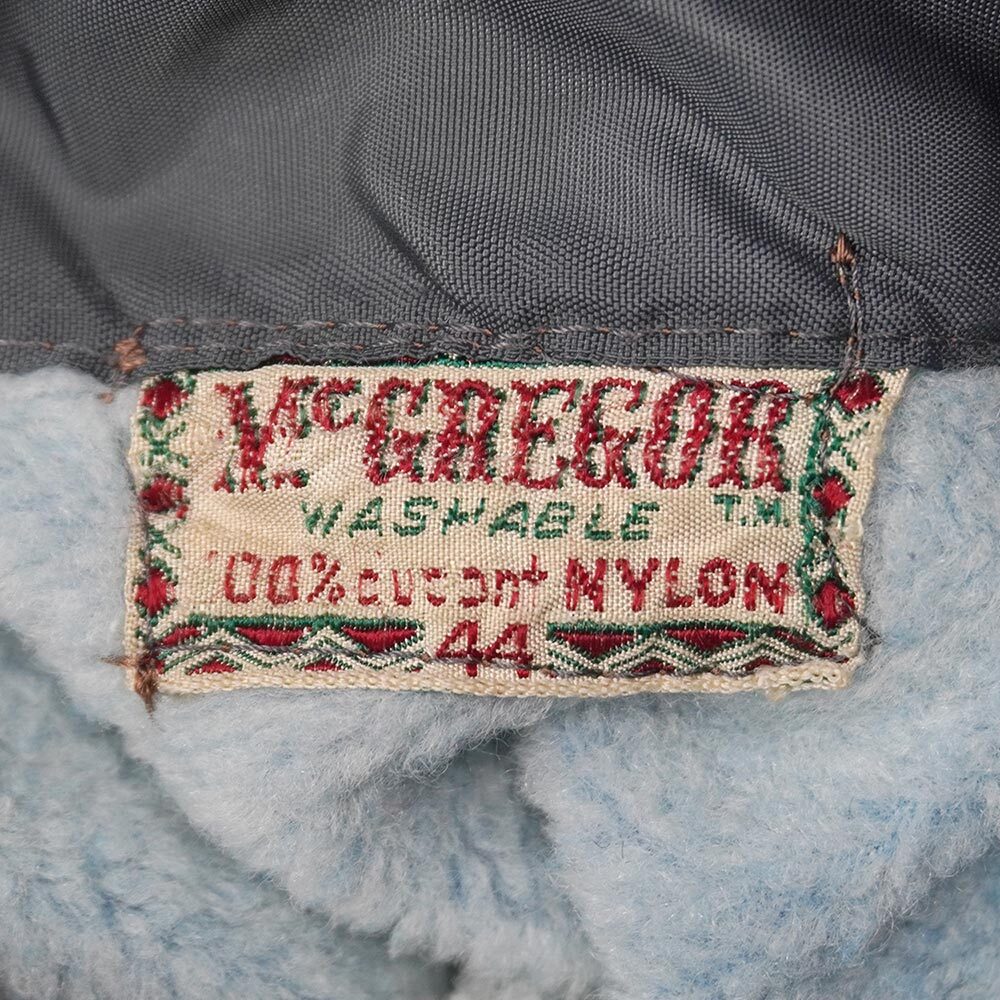 McGREGOR
WASHABLE T.M.
100% DuPont NYLON
44